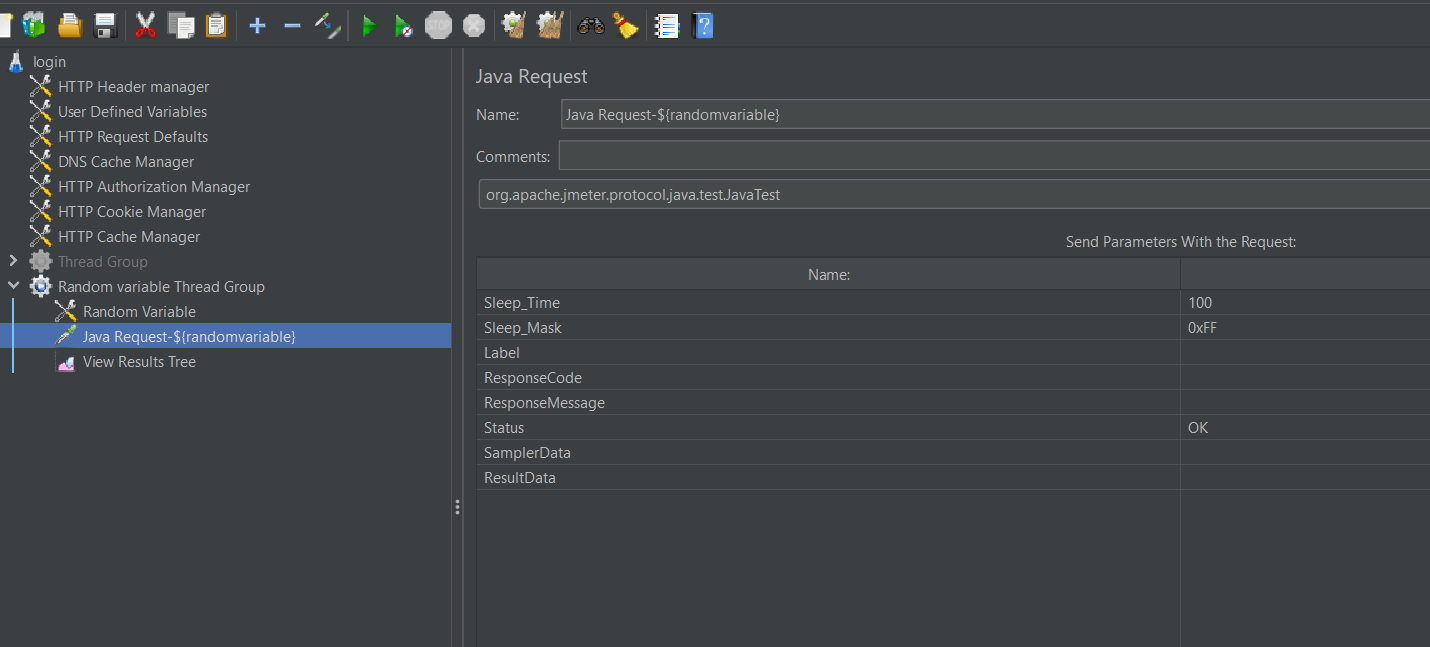 STOP
login
HTTP Header manager
User Defined Variables
HTTP Request Defaults
DNS Cache Manager
HTTP Authorization Manager
HTTP Cookie Manager
HTTP Cache Manager
Thread Group
Random variable Thread Group
Random Variable
Java Request-${randomvariable}
View Results Tree
Java Request
Name: Java Request-${randomvariable}
Comments:
org.apache.jmeter.protocol.java.test.JavaTest
Send Parameters With the Request:
Name:
Sleep_Time 100
Sleep_Mask 0xFF
Label
ResponseCode
ResponseMessage
Status OK
SamplerData
ResultData